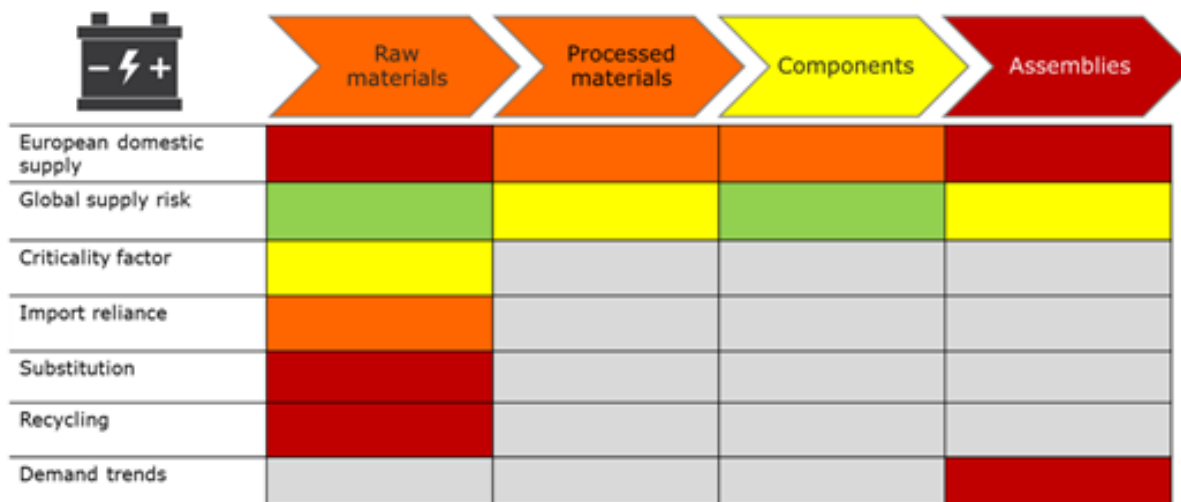 Raw
materials
Processed
materials
Components
Assemblies
European domestic
supply
Global supply risk
Criticality factor
Import reliance
Substitution
Recycling
Demand trends